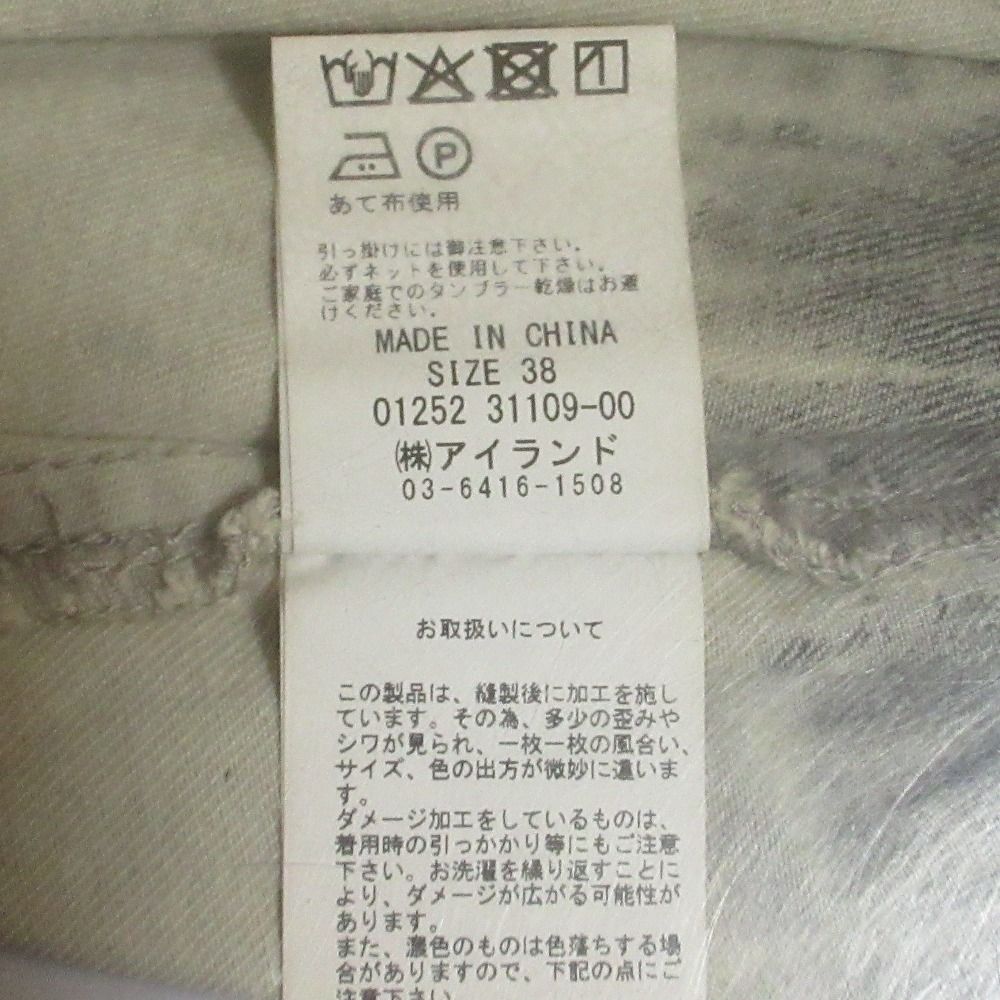 P
あて布使用
引っ掛けには御注意下さい。
必ずネットを使用して下さい。
ご家庭でのタンブラー乾燥はお避
けください。
MADE IN CHINA
SIZE 38
01252 31109-00
㈱アイランド
03-6416-1508
お取扱いについて
この製品は、縫製後に加工を施し
ています。その為、多少の歪みや
シワが見られ、一枚一枚の風合い、
サイズ、色の出方が微妙に違いま
す。
ダメージ加工をしているものは、
着用時の引っかかり等にもご注意
下さい。お洗濯を繰り返すことに
より、ダメージが広がる可能性が
あります。
また、濃色のものは色落ちする場
合がありますので、下記の点にご
注意下さい